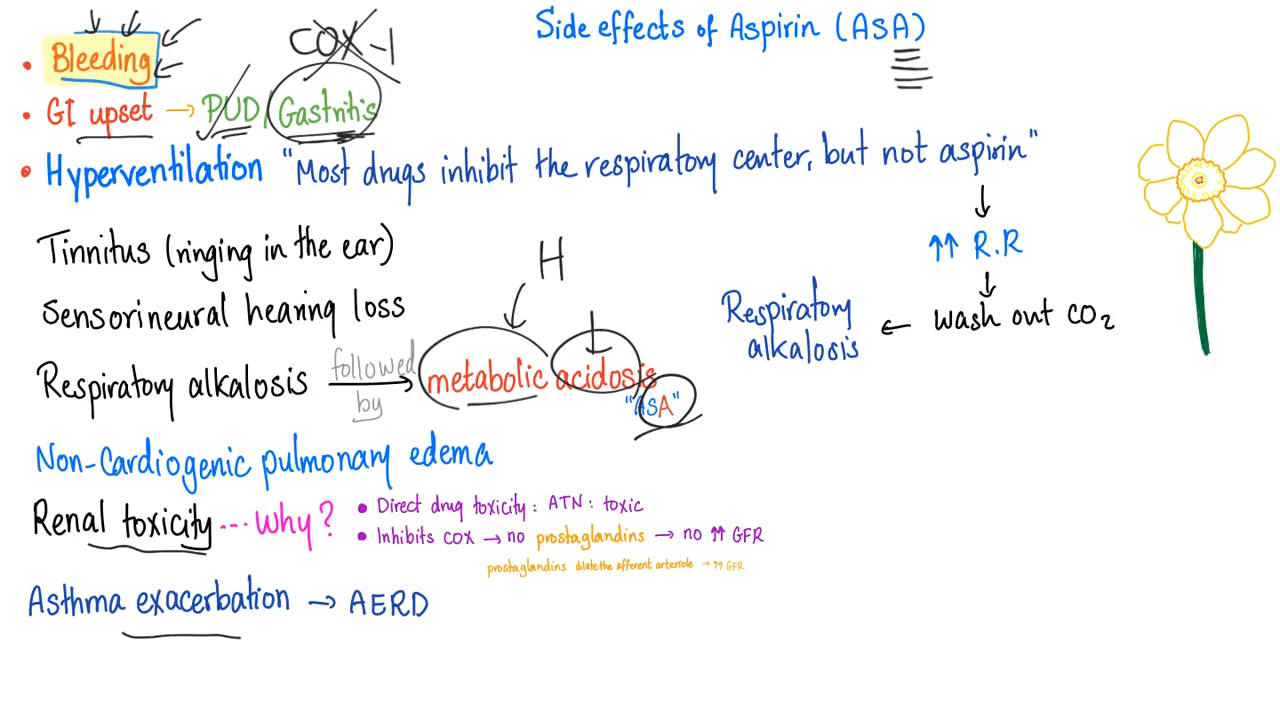 Side effects of Aspirin (ASA)
COX-1
• Bleeding
• GI upset → PUD / Gastritis
• Hyperventilation "Most drugs inhibit the respiratory center, but not aspirin"
↓
↑↑ R.R
↓
wash out CO₂
← Respiratory
alkalosis
Tinnitus (ringing in the ear)
Sensorineural hearing loss
H
Respiratory alkalosis followed by → metabolic acidosis
"ASA"
Non-Cardiogenic pulmonary edema
Renal toxicity ... Why?
• Direct drug toxicity : ATN : toxic
• Inhibits COX → no prostaglandins → no ↑↑ GFR
prostaglandins dilate the afferent arteriole → ↑↑ GFR
Asthma exacerbation → AERD